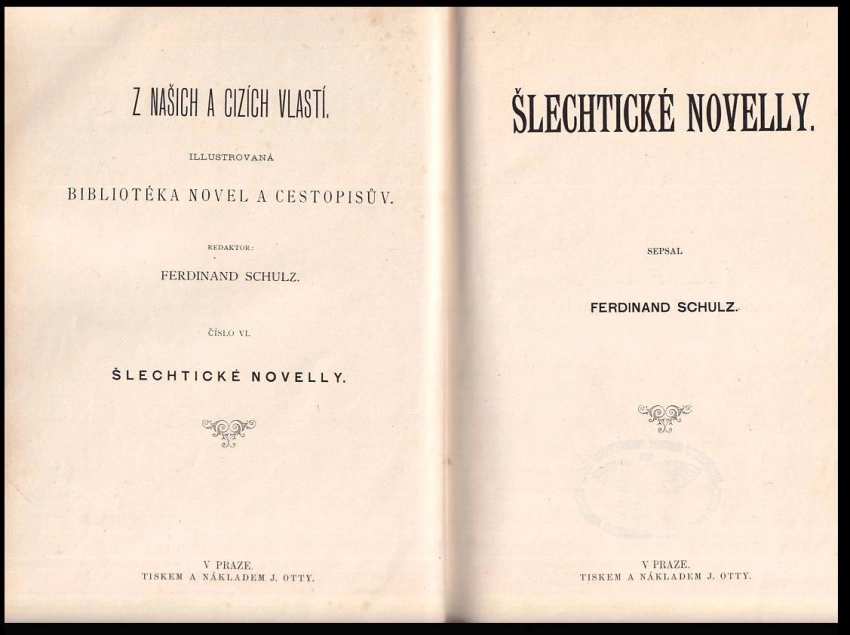 Z NAŠICH A CIZÍCH VLASTÍ.
ILLUSTROVANÁ
BIBLIOTÉKA NOVEL A CESTOPISŮV.
REDAKTOR:
FERDINAND SCHULZ.
ČÍSLO VI.
ŠLECHTICKÉ NOVELLY.
V PRAZE.
TISKEM A NÁKLADEM J. OTTY.
ŠLECHTICKÉ NOVELLY.
SEPSAL
FERDINAND SCHULZ.
V PRAZE.
TISKEM A NÁKLADEM J. OTTY.